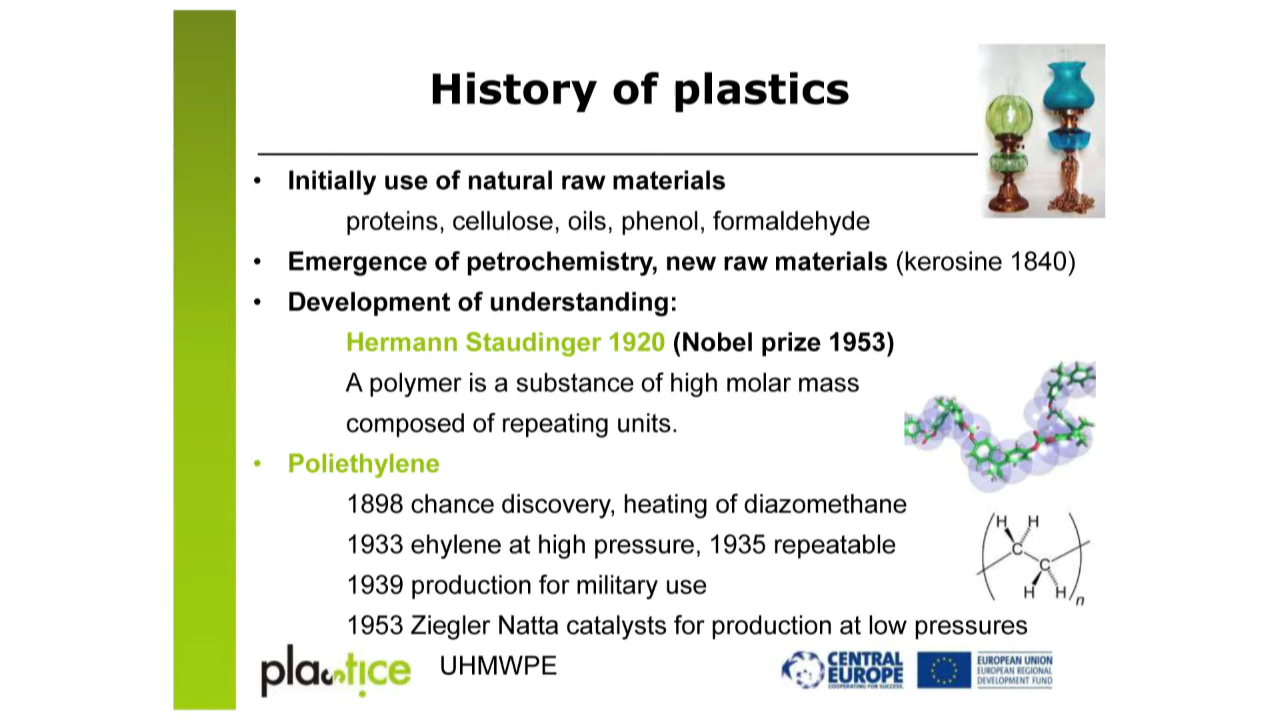 History of plastics
• Initially use of natural raw materials
proteins, cellulose, oils, phenol, formaldehyde
• Emergence of petrochemistry, new raw materials (kerosine 1840)
• Development of understanding:
Hermann Staudinger 1920 (Nobel prize 1953)
A polymer is a substance of high molar mass
composed of repeating units.
• Poliethylene
1898 chance discovery, heating of diazomethane
1933 ehylene at high pressure, 1935 repeatable
H H
C
C
H H
n
1939 production for military use
1953 Ziegler Natta catalysts for production at low pressures
UHMWPE
plastice
CENTRAL
EUROPE
COOPERATING FOR SUCCESS.
EUROPEAN UNION
EUROPEAN REGIONAL
DEVELOPMENT FUND